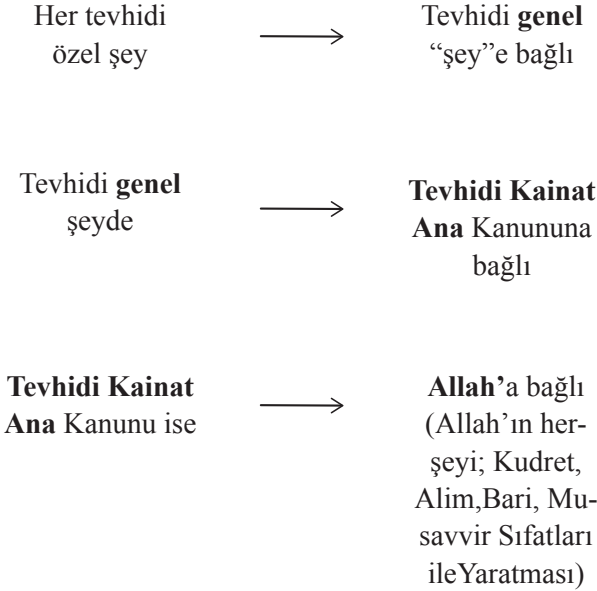 Her tevhidi
özel şey
Tevhidi genel
“şey”e bağlı
Tevhidi genel
şeyde
Tevhidi Kainat
Ana Kanununa
bağlı
Tevhidi Kainat
Ana Kanunu ise
Allah’a bağlı
(Allah’ın her-
şeyi; Kudret,
Alim,Bari, Mu-
savvir Sıfatları
ileYaratması)